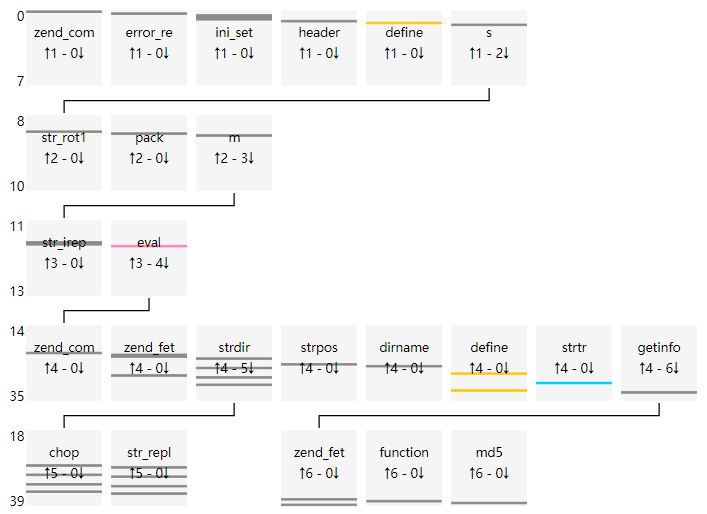 0
zend_com error_re ini_set header define s
↑1 - 0↓ ↑1 - 0↓ ↑1 - 0↓ ↑1 - 0↓ ↑1 - 0↓ ↑1 - 2↓
7
8
str_rot1 pack m
↑2 - 0↓ ↑2 - 0↓ ↑2 - 3↓
10
11
str_irep eval
↑3 - 0↓ ↑3 - 4↓
13
14
zend_com zend_fet strdir strpos dirname define strtr getinfo
↑4 - 0↓ ↑4 - 0↓ ↑4 - 5↓ ↑4 - 0↓ ↑4 - 0↓ ↑4 - 0↓ ↑4 - 0↓ ↑4 - 6↓
35
18
chop str_repl zend_fet function md5
↑5 - 0↓ ↑5 - 0↓ ↑6 - 0↓ ↑6 - 0↓ ↑6 - 0↓
39